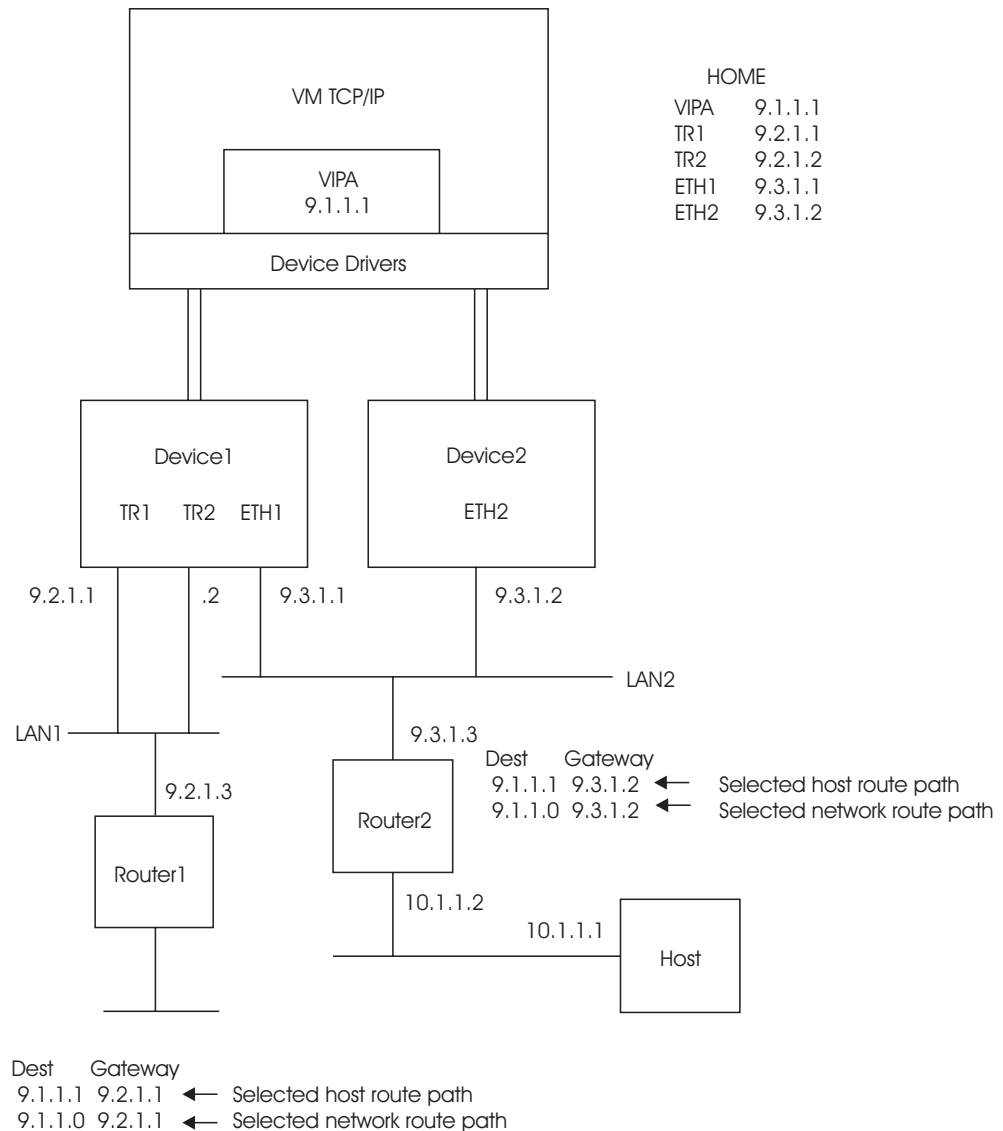 VM TCP/IP
VIPA
9.1.1.1
Device Drivers
HOME
VIPA 9.1.1.1
TR1 9.2.1.1
TR2 9.2.1.2
ETH1 9.3.1.1
ETH2 9.3.1.2
Device1
TR1 TR2 ETH1
Device2
ETH2
9.2.1.1 .2 9.3.1.1 9.3.1.2
LAN2
LAN1
9.3.1.3
Dest Gateway
9.1.1.1 9.3.1.2 ← Selected host route path
9.1.1.0 9.3.1.2 ← Selected network route path
9.2.1.3
Router2
Router1
10.1.1.2
10.1.1.1
Host
Dest Gateway
9.1.1.1 9.2.1.1 ← Selected host route path
9.1.1.0 9.2.1.1 ← Selected network route path